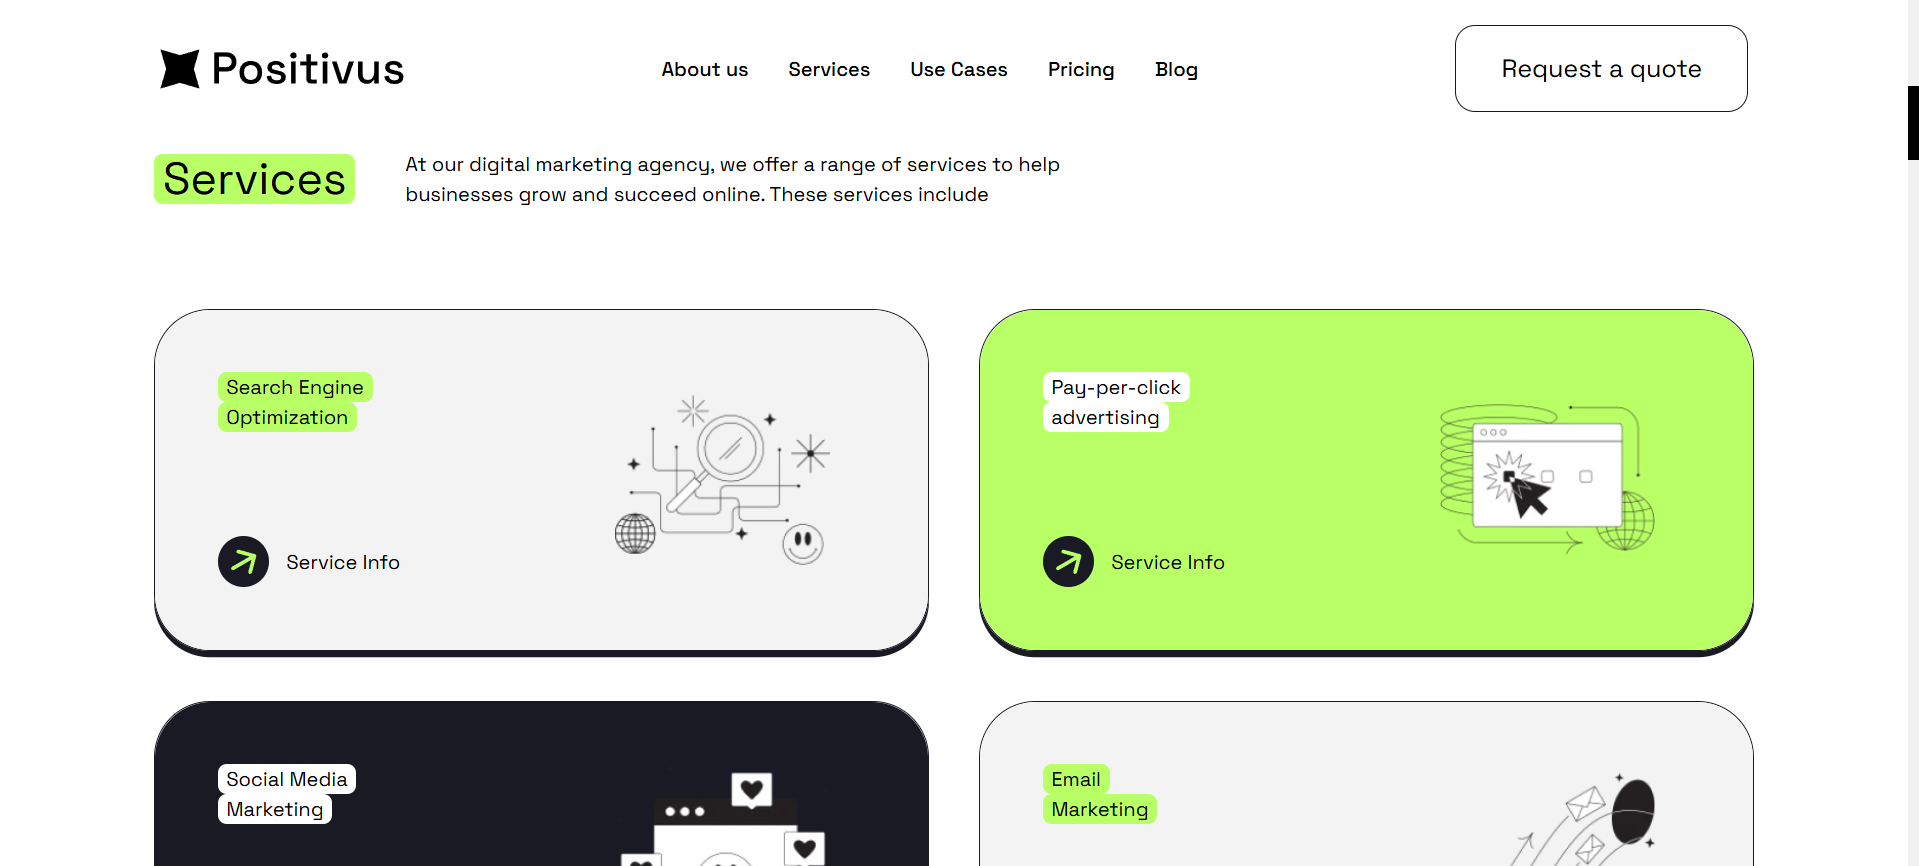 Positivus
About us
Services
Use Cases
Pricing
Blog
Request a quote
Services
At our digital marketing agency, we offer a range of services to help
businesses grow and succeed online. These services include
Search Engine
Optimization
Service Info
Pay-per-click
advertising
Service Info
Social Media
Marketing
Email
Marketing